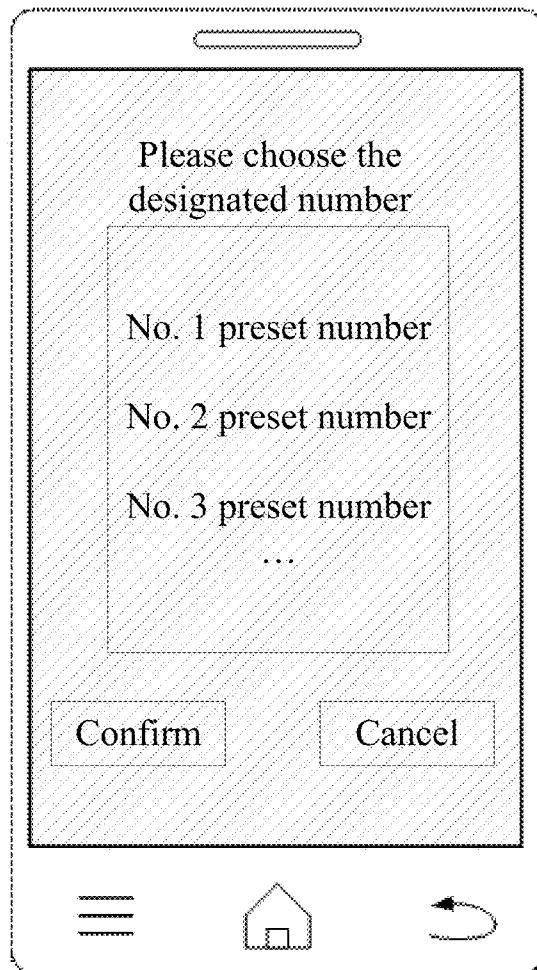 Please choose the
designated number
No. 1 preset number
No. 2 preset number
No. 3 preset number
...
Confirm
Cancel